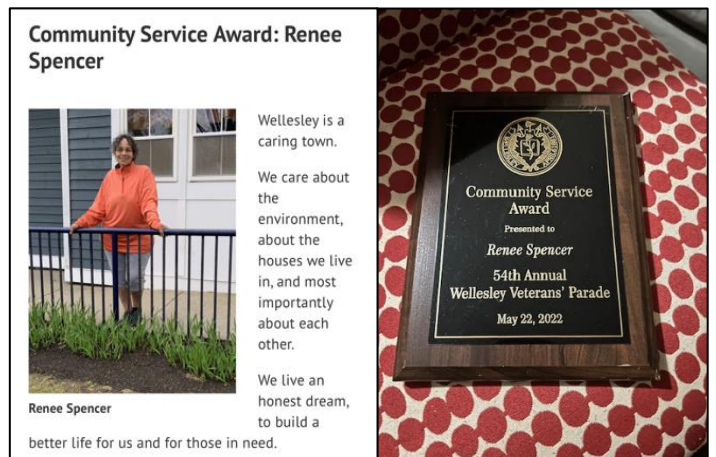 Community Service Award: Renee
Spencer
Wellesley is a
caring town.
We care about
the
environment,
about the
houses we live
in, and most
importantly
about each
other.
We live an
honest dream,
to build a
better life for us and for those in need.
Renee Spencer
Community Service
Award
Presented to
Renee Spencer
54th Annual
Wellesley Veterans' Parade
May 22, 2022